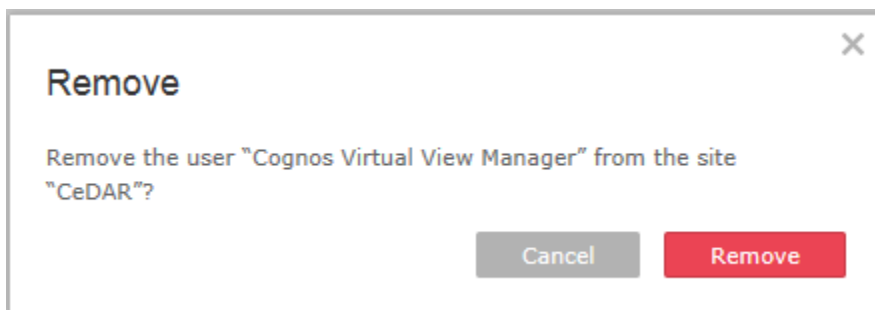 Remove
Remove the user “Cognos Virtual View Manager” from the site
“CeDAR”?
Cancel Remove